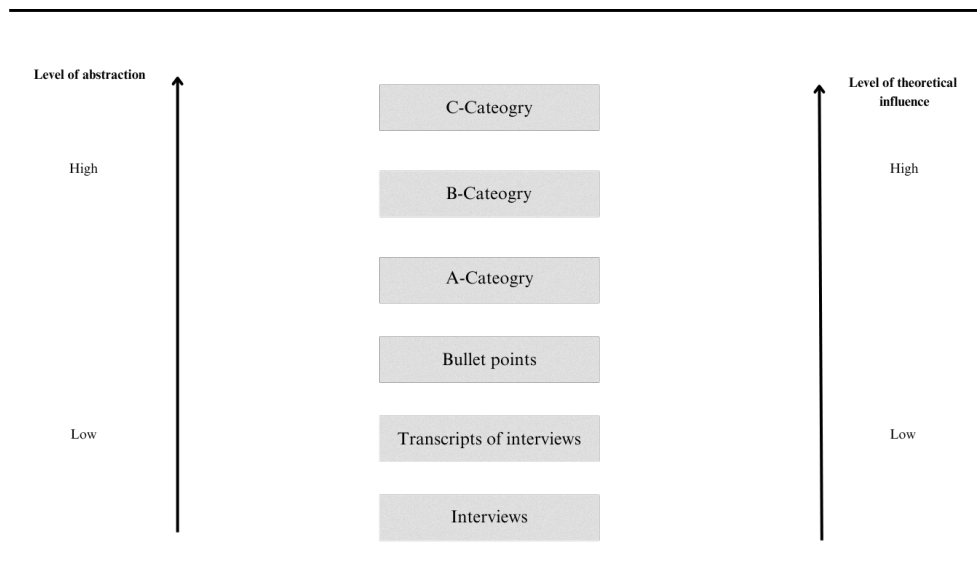 Level of abstraction
Level of theoretical
influence
C-Cateogry
High
High
B-Cateogry
A-Cateogry
Bullet points
Low
Low
Transcripts of interviews
Interviews